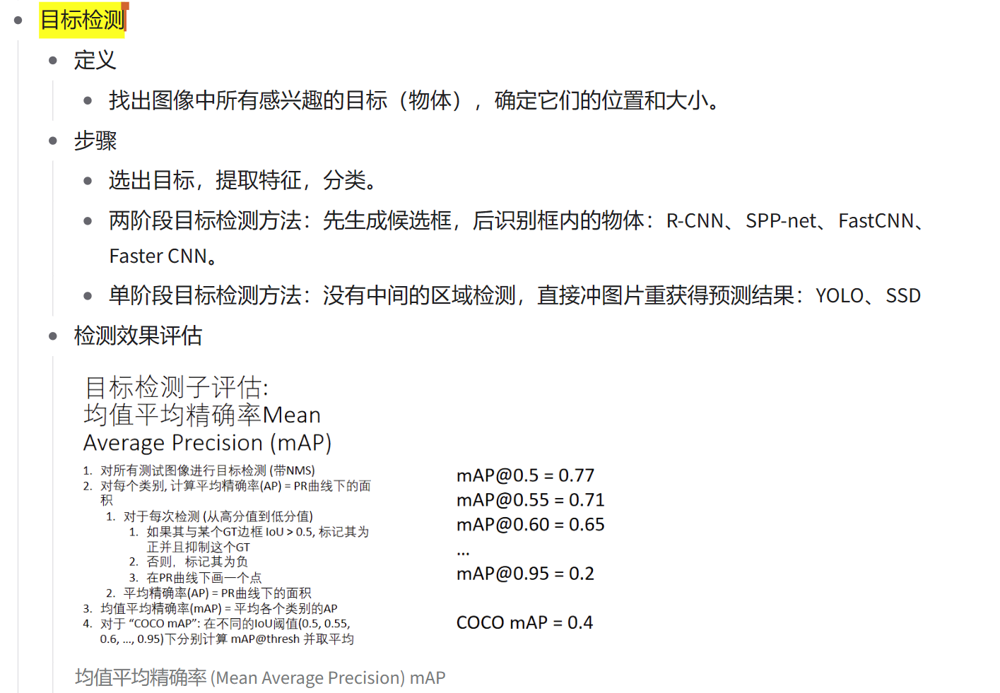 目标检测
定义
找出图像中所有感兴趣的目标（物体），确定它们的位置和大小。
步骤
选出目标，提取特征，分类。
两阶段目标检测方法：先生成候选框，后识别框内的物体：R-CNN、SPP-net、FastCNN、
Faster CNN。
单阶段目标检测方法：没有中间的区域检测，直接冲图片重获得预测结果：YOLO、SSD
检测效果评估
目标检测子评估:
均值平均精确率Mean
Average Precision (mAP)
1. 对所有测试图像进行目标检测 (带NMS)
2. 对每个类别, 计算平均精确率(AP) = PR曲线下的面
积
1. 对于每次检测 (从高分值到低分值)
1. 如果其与某个GT边框 IoU > 0.5, 标记其为
正并且抑制这个GT
2. 否则，标记其为负
3. 在PR曲线下画一个点
2. 平均精确率(AP) = PR曲线下的面积
3. 均值平均精确率(mAP) = 平均各个类别的AP
4. 对于 “COCO mAP”: 在不同的IoU阈值(0.5, 0.55,
0.6, ..., 0.95)下分别计算 mAP@thresh 并取平均
mAP@0.5 = 0.77
mAP@0.55 = 0.71
mAP@0.60 = 0.65
...
mAP@0.95 = 0.2
COCO mAP = 0.4
均值平均精确率 (Mean Average Precision) mAP